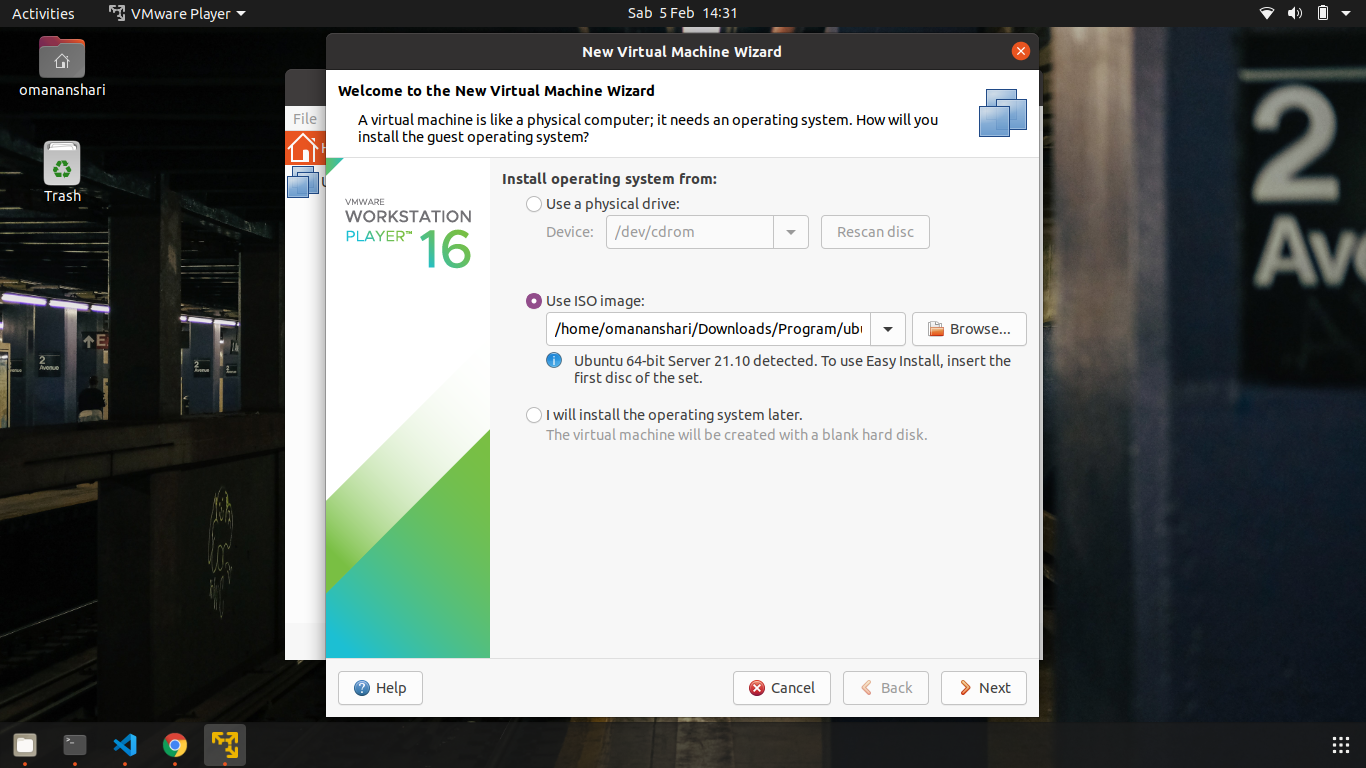 Activities
VMware Player
Sab 5 Feb 14:31
omananshari
Trash
File
New Virtual Machine Wizard
Welcome to the New Virtual Machine Wizard
A virtual machine is like a physical computer; it needs an operating system. How will you
install the guest operating system?
VMWARE
WORKSTATION
PLAYER™ 16
Install operating system from:
Use a physical drive:
Device: /dev/cdrom Rescan disc
Use ISO image:
/home/omananshari/Downloads/Program/ubu Browse...
Ubuntu 64-bit Server 21.10 detected. To use Easy Install, insert the
first disc of the set.
I will install the operating system later.
The virtual machine will be created with a blank hard disk.
Help Cancel Back Next
2
Ave
2
Avenue
2
Avenue